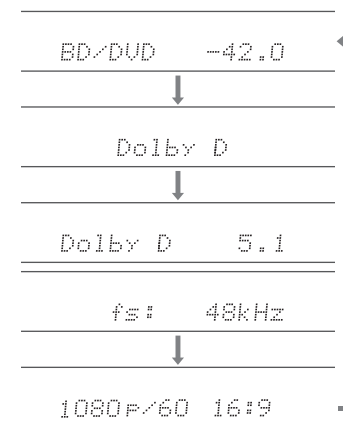 BD/DVD -42.0
Dolby D
Dolby D 5.1
fs: 48kHz
1080p/60 16:9